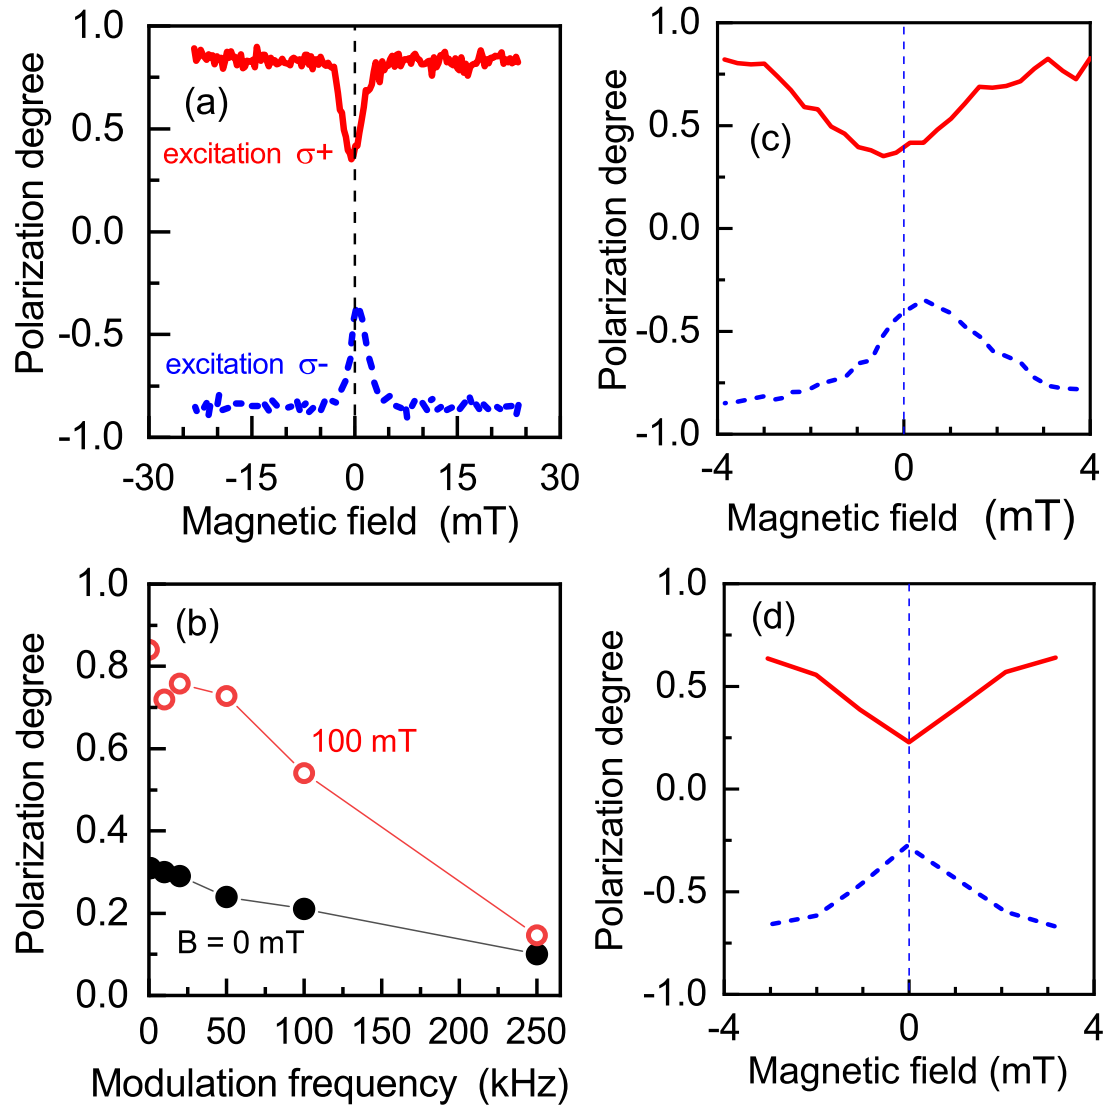 1.0
0.5
0.0
-0.5
-1.0
Polarization degree
(a)
excitation σ+
excitation σ-
-30 -15 0 15 30
Magnetic field (mT)
1.0
0.5
0.0
-0.5
-1.0
Polarization degree
(c)
-4 0 4
Magnetic field (mT)
1.0
0.8
0.6
0.4
0.2
0.0
Polarization degree
(b)
100 mT
B = 0 mT
0 50 100 150 200 250
Modulation frequency (kHz)
1.0
0.5
0.0
-0.5
-1.0
Polarization degree
(d)
-4 0 4
Magnetic field (mT)